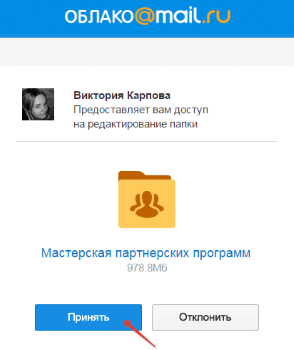 ОБЛАКО@mail.ru
Виктория Карпова
Предоставляет вам доступ
на редактирование папки
Мастерская партнерских программ
978.8Мб
Принять
Отклонить